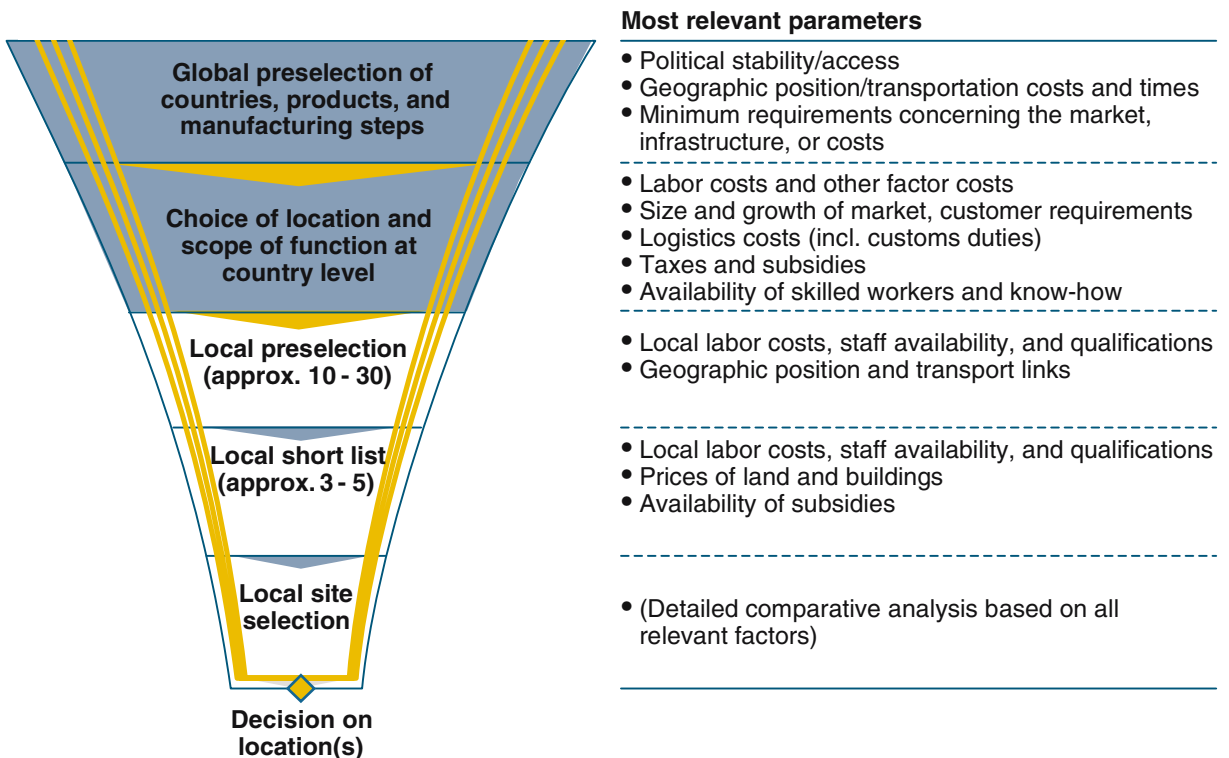 Most relevant parameters
Global preselection of
countries, products, and
manufacturing steps
• Political stability/access
• Geographic position/transportation costs and times
• Minimum requirements concerning the market,
infrastructure, or costs
Choice of location and
scope of function at
country level
• Labor costs and other factor costs
• Size and growth of market, customer requirements
• Logistics costs (incl. customs duties)
• Taxes and subsidies
• Availability of skilled workers and know-how
Local preselection
(approx. 10 - 30)
• Local labor costs, staff availability, and qualifications
• Geographic position and transport links
Local short list
(approx. 3 - 5)
• Local labor costs, staff availability, and qualifications
• Prices of land and buildings
• Availability of subsidies
Local site
selection
• (Detailed comparative analysis based on all
relevant factors)
Decision on
location(s)